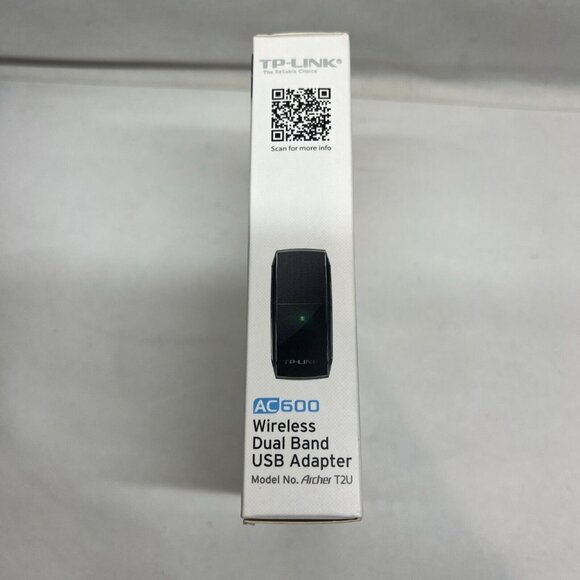 TP-LINK®
The Reliable Choice
Scan for more info
TP-LINK
AC600
Wireless
Dual Band
USB Adapter
Model No. Archer T2U